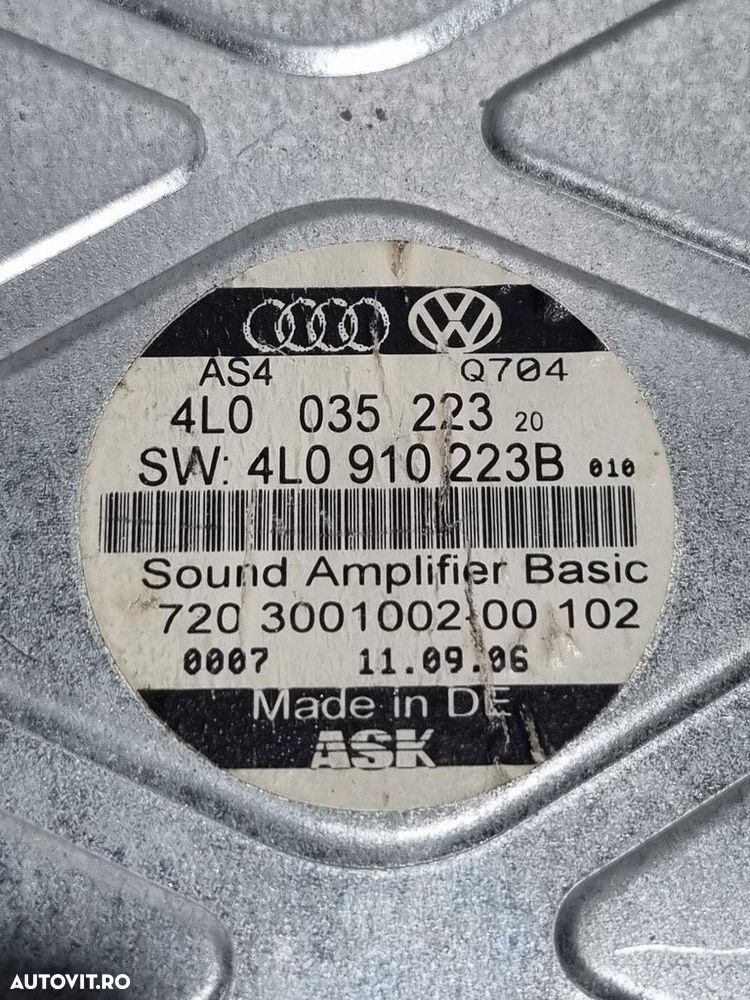 AS4 Q704
4L0 035 223 20
SW: 4L0 910 223B 010
Sound Amplifier Basic
720 3001002 00 102
0007 11.09.06
Made in DE
ASK
AUTOVIT.RO